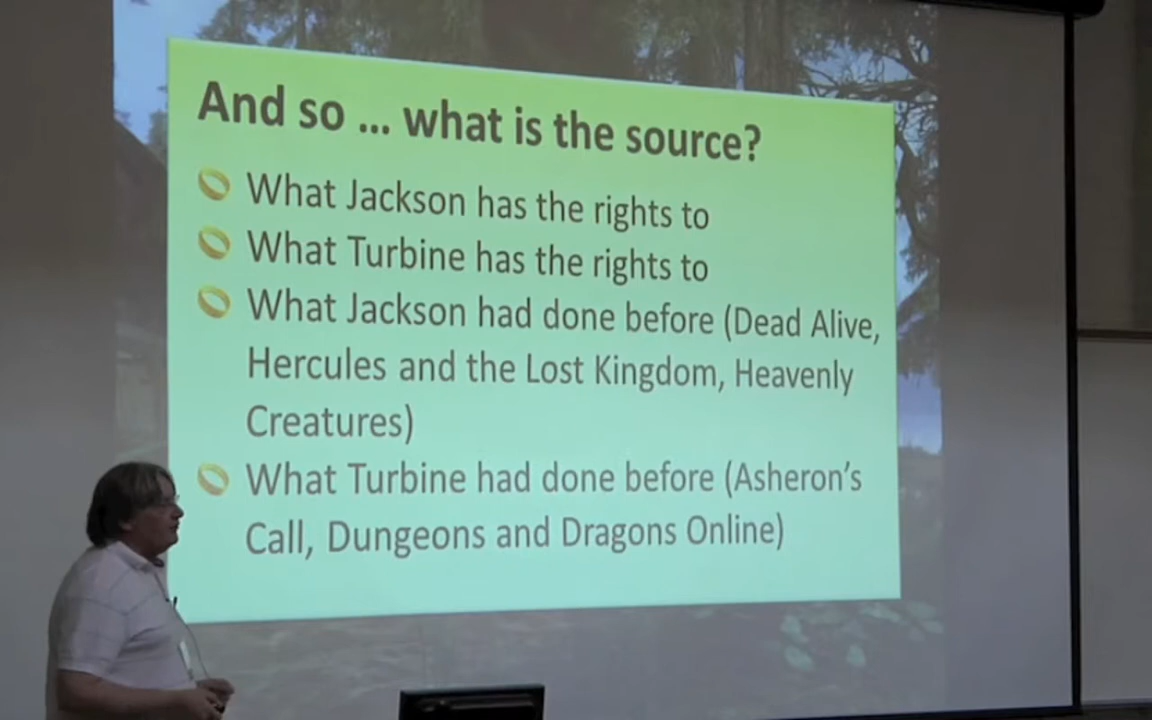 And so ... what is the source?
What Jackson has the rights to
What Turbine has the rights to
What Jackson had done before (Dead Alive,
Hercules and the Lost Kingdom, Heavenly
Creatures)
What Turbine had done before (Asheron's
Call, Dungeons and Dragons Online)